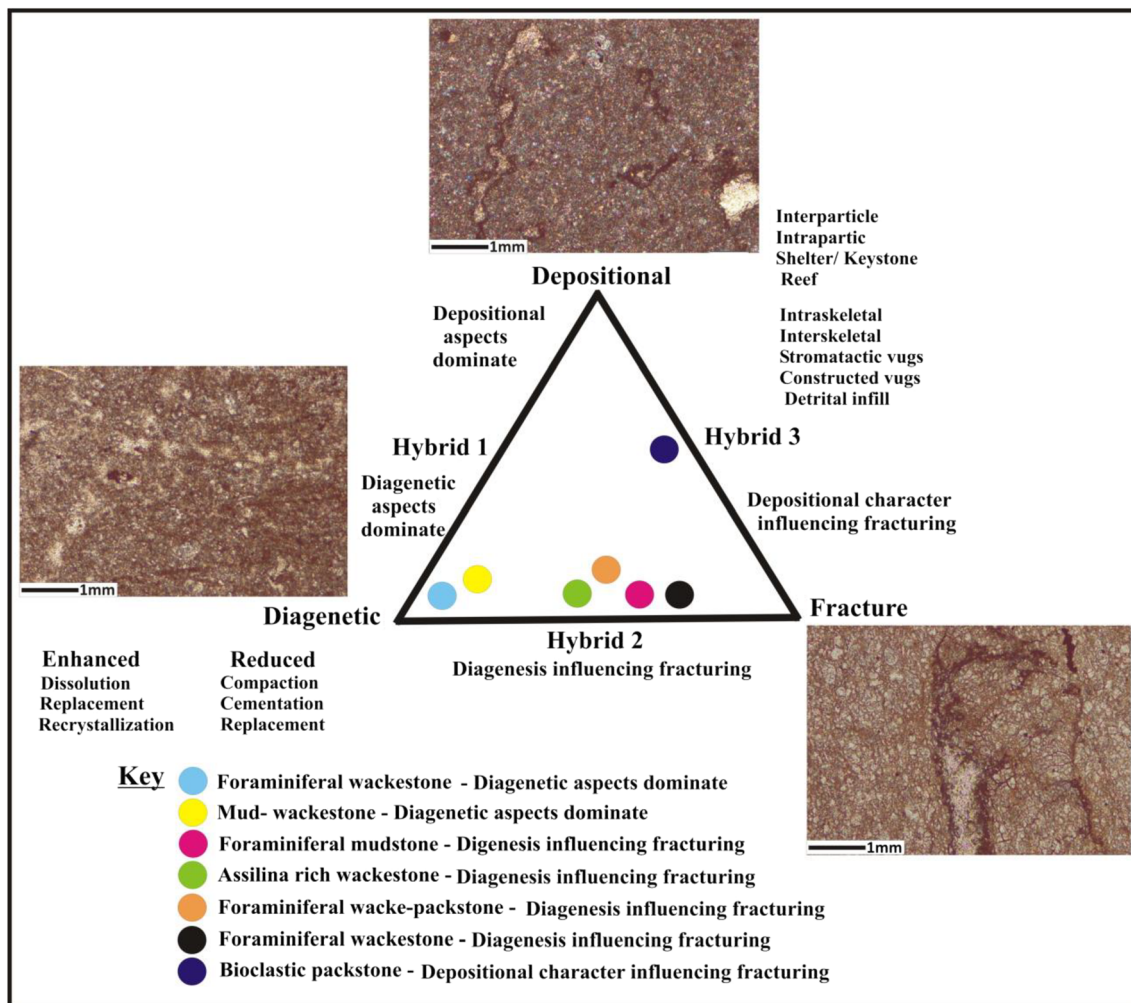 1mm
Depositional
Interparticle
Intrapartic
Shelter/ Keystone
Reef
Intraskeletal
Interskeletal
Stromatactic vugs
Constructed vugs
Detrital infill
Depositional
aspects
dominate
Hybrid 1
Diagenetic
aspects
dominate
Hybrid 3
Depositional character
influencing fracturing
1mm
Diagenetic
Fracture
Hybrid 2
Diagenesis influencing fracturing
Enhanced
Dissolution
Replacement
Recrystallization
Reduced
Compaction
Cementation
Replacement
1mm
Key
Foraminiferal wackestone - Diagenetic aspects dominate
Mud- wackestone - Diagenetic aspects dominate
Foraminiferal mudstone - Digenesis influencing fracturing
Assilina rich wackestone - Diagenesis influencing fracturing
Foraminiferal wacke-packstone - Diagenesis influencing fracturing
Foraminiferal wackestone - Diagenesis influencing fracturing
Bioclastic packstone - Depositional character influencing fracturing